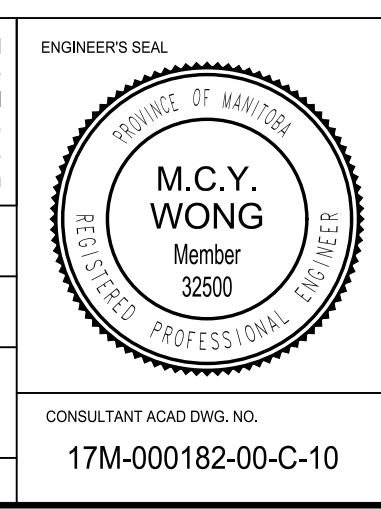 ENGINEER'S SEAL
PROVINCE OF MANITOBA
M.C.Y.
WONG
Member
32500
REGISTERED PROFESSIONAL ENGINEER
CONSULTANT ACAD DWG. NO.
17M-000182-00-C-10